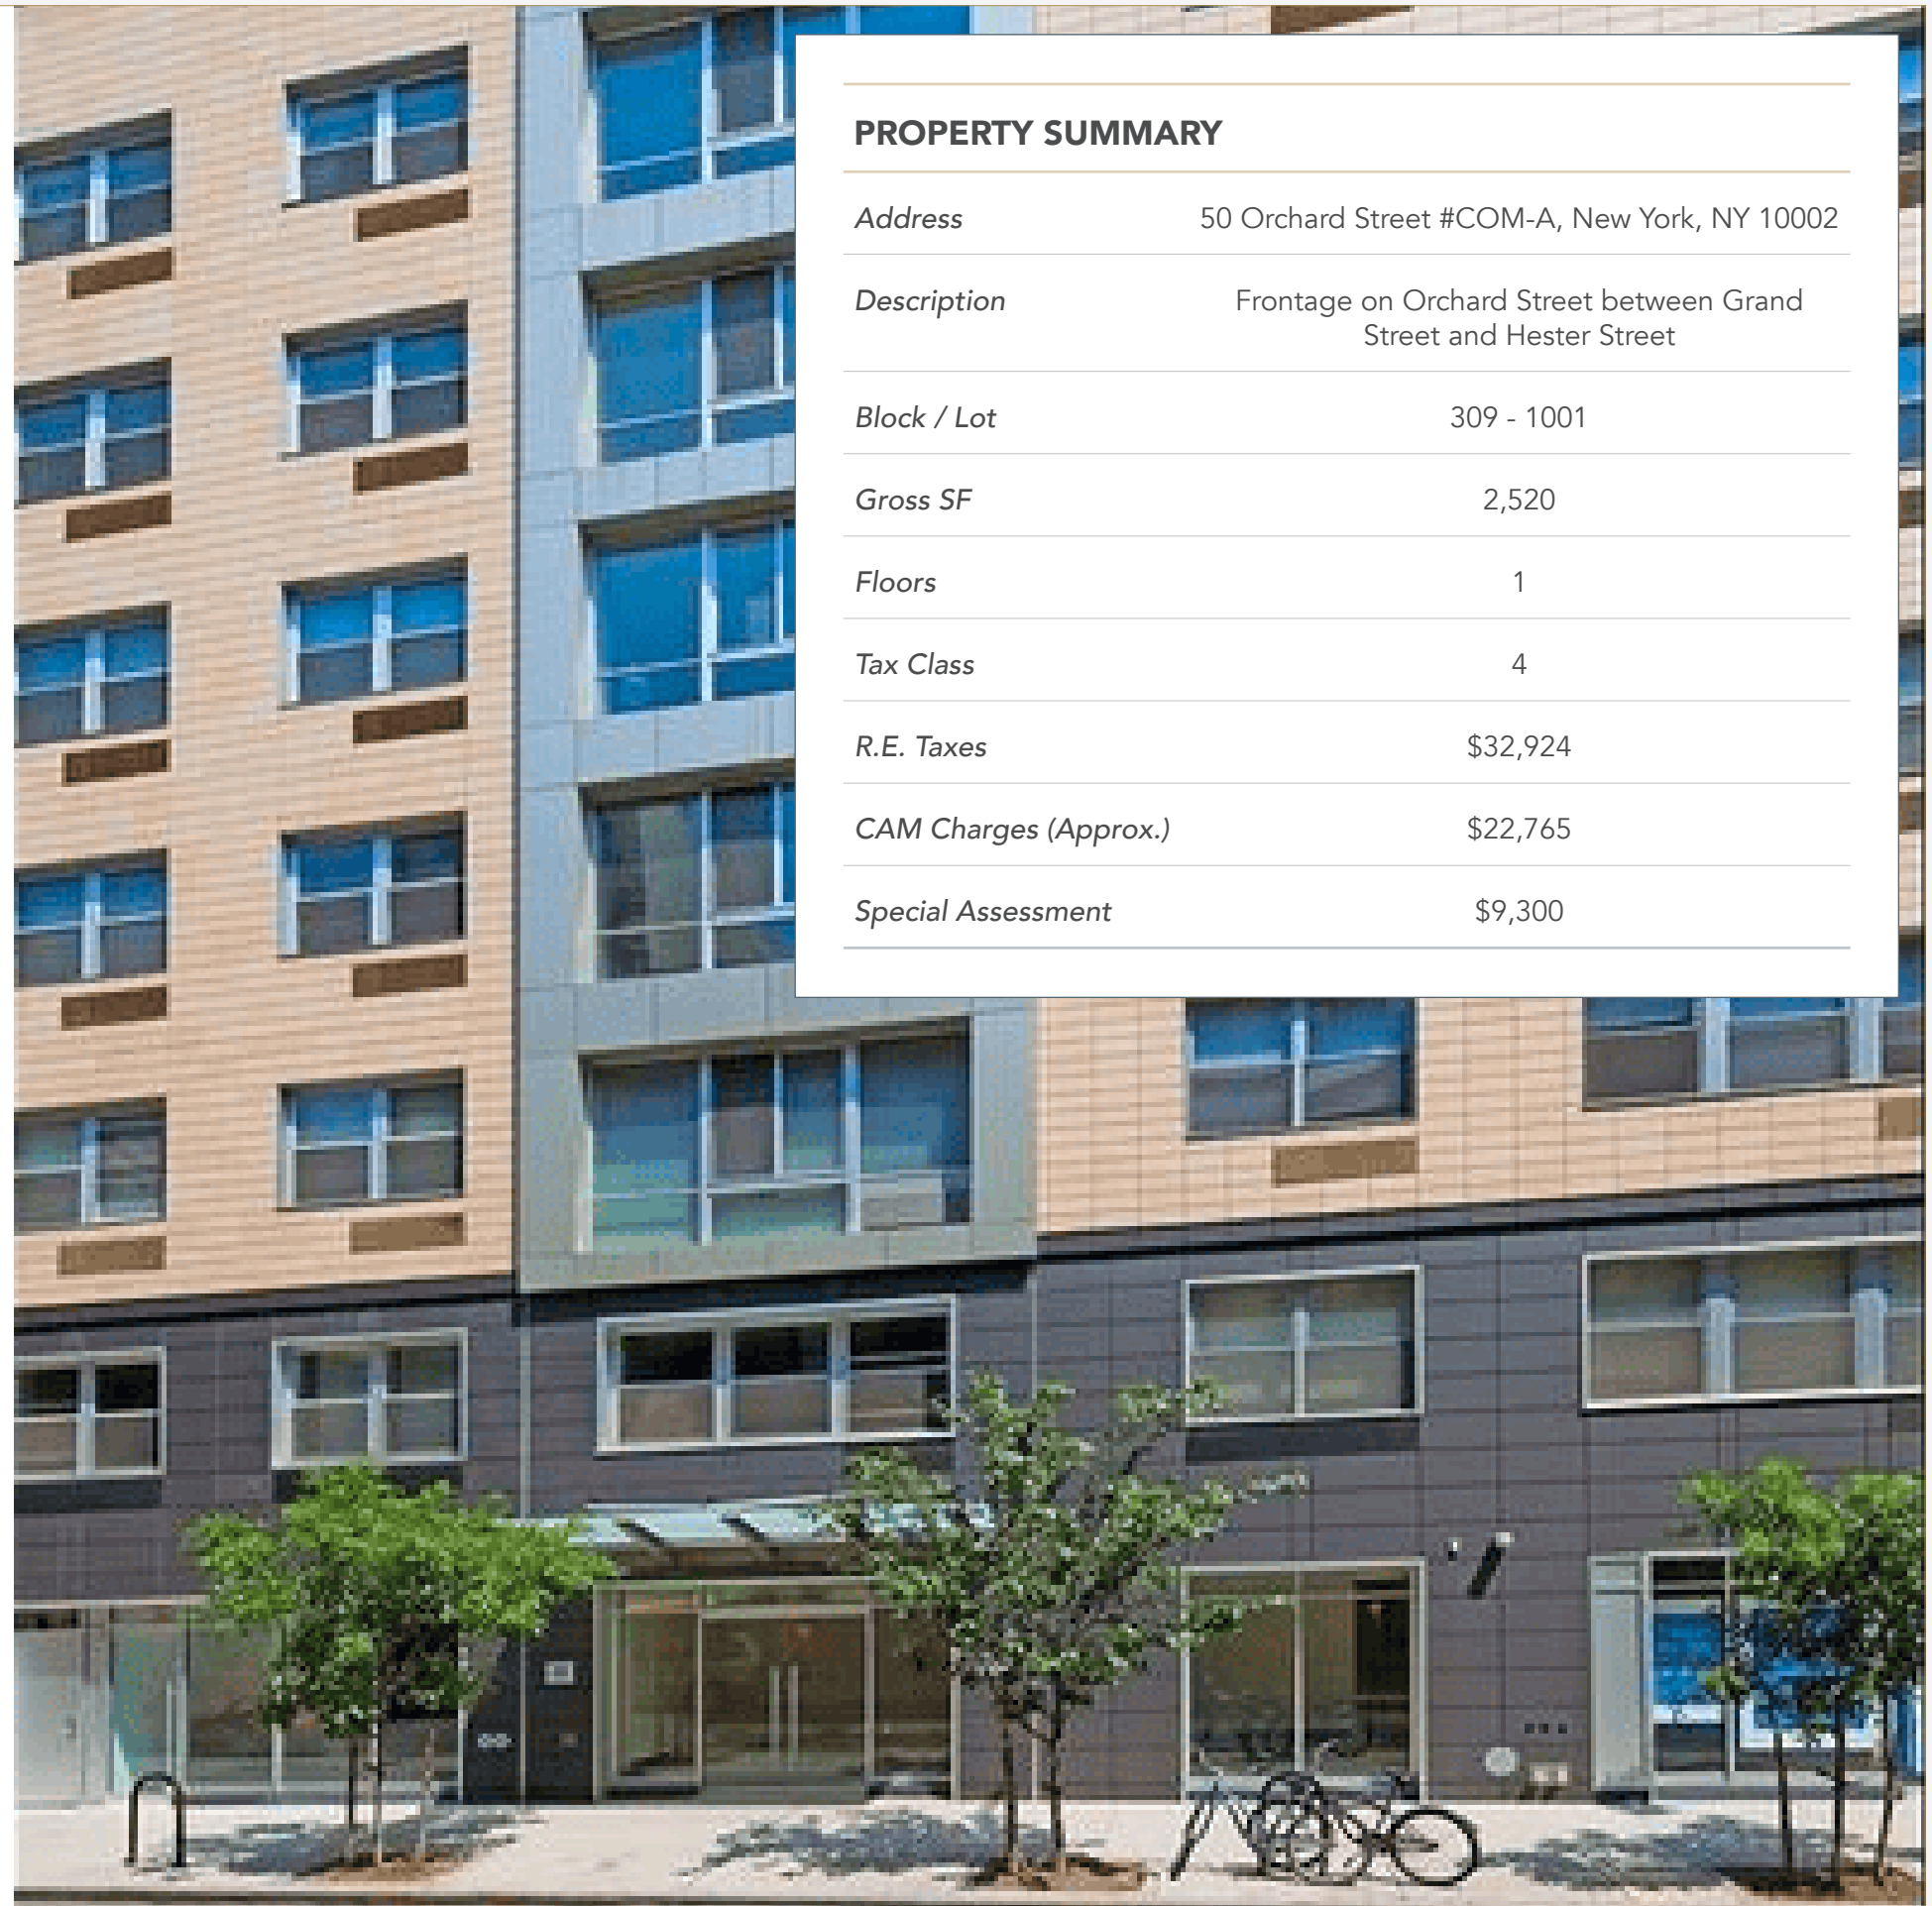 PROPERTY SUMMARY
Address 50 Orchard Street #COM-A, New York, NY 10002
Description Frontage on Orchard Street between Grand
Street and Hester Street
Block / Lot 309 - 1001
Gross SF 2,520
Floors 1
Tax Class 4
R.E. Taxes $32,924
CAM Charges (Approx.) $22,765
Special Assessment $9,300